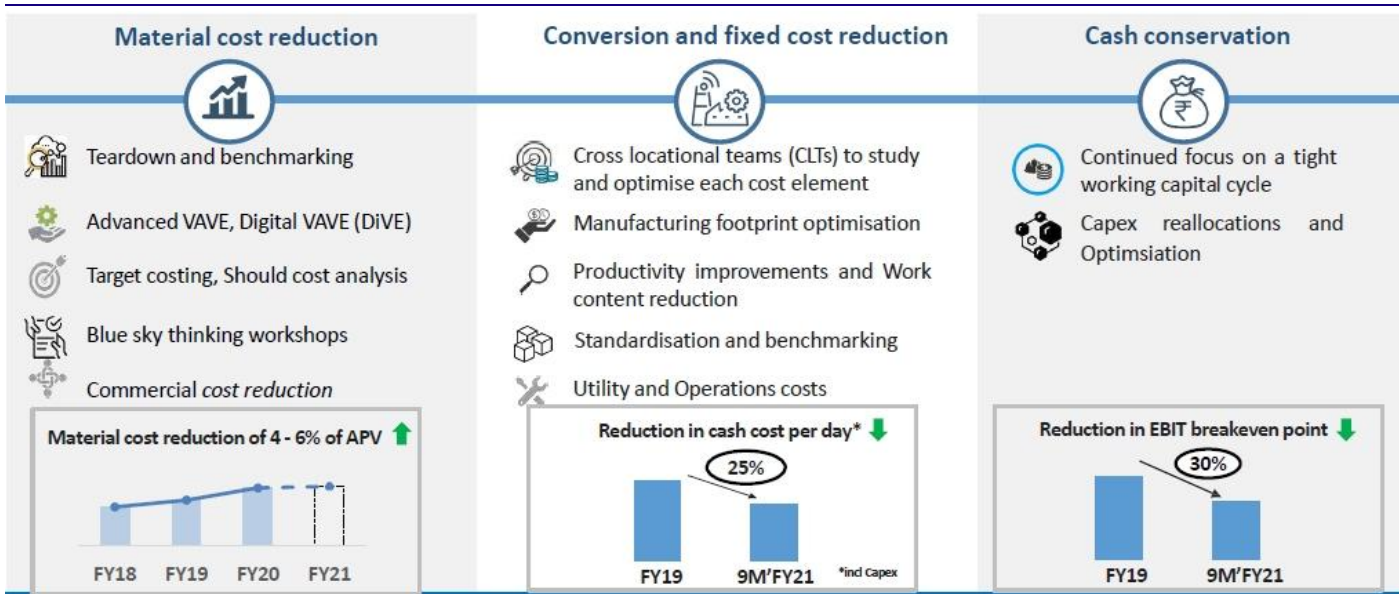 Material cost reduction
Teardown and benchmarking
Advanced VAVE, Digital VAVE (DiVE)
Target costing, Should cost analysis
Blue sky thinking workshops
Commercial cost reduction
Material cost reduction of 4 - 6% of APV
FY18 FY19 FY20 FY21
Conversion and fixed cost reduction
Cross locational teams (CLTs) to study
and optimise each cost element
Manufacturing footprint optimisation
Productivity improvements and Work
content reduction
Standardisation and benchmarking
Utility and Operations costs
Reduction in cash cost per day*
25%
FY19 9M'FY21 *incl Capex
Cash conservation
₹
Continued focus on a tight
working capital cycle
Capex reallocations and
Optimsiation
Reduction in EBIT breakeven point
30%
FY19 9M'FY21